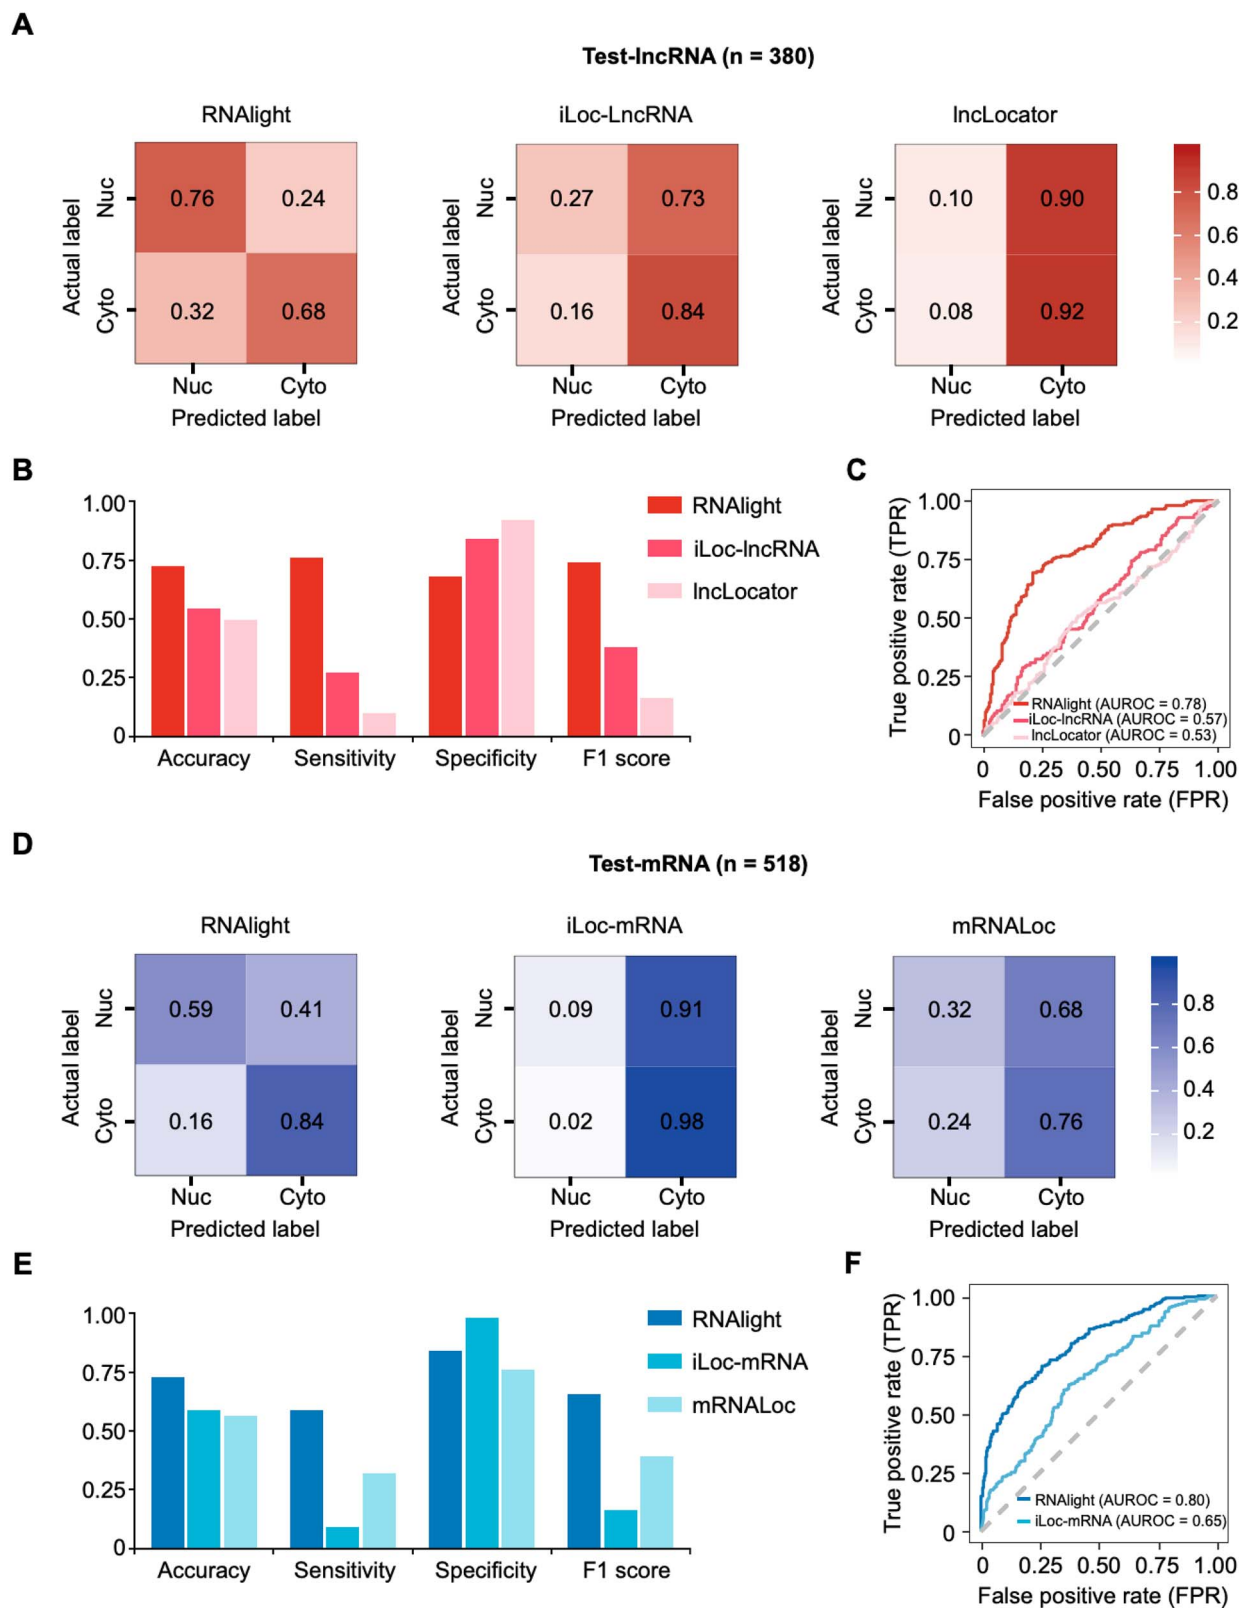 A
Test-lncRNA (n = 380)
RNAlight
iLoc-LncRNA
lncLocator
Actual label
Nuc
Cyto
0.76
0.24
0.32
0.68
Nuc
Cyto
Predicted label
Actual label
Nuc
Cyto
0.27
0.73
0.16
0.84
Nuc
Cyto
Predicted label
Actual label
Nuc
Cyto
0.10
0.90
0.08
0.92
Nuc
Cyto
Predicted label
0.8
0.6
0.4
0.2
B
1.00
0.75
0.50
0.25
0
Accuracy
Sensitivity
Specificity
F1 score
RNAlight
iLoc-lncRNA
lncLocator
C
True positive rate (TPR)
1.00
0.75
0.50
0.25
0
RNAlight (AUROC = 0.78)
iLoc-lncRNA (AUROC = 0.57)
lncLocator (AUROC = 0.53)
0 0.25 0.50 0.75 1.00
False positive rate (FPR)
D
Test-mRNA (n = 518)
RNAlight
iLoc-mRNA
mRNALoc
Actual label
Nuc
Cyto
0.59
0.41
0.16
0.84
Nuc
Cyto
Predicted label
Actual label
Nuc
Cyto
0.09
0.91
0.02
0.98
Nuc
Cyto
Predicted label
Actual label
Nuc
Cyto
0.32
0.68
0.24
0.76
Nuc
Cyto
Predicted label
0.8
0.6
0.4
0.2
E
1.00
0.75
0.50
0.25
0
Accuracy
Sensitivity
Specificity
F1 score
RNAlight
iLoc-mRNA
mRNALoc
F
True positive rate (TPR)
1.00
0.75
0.50
0.25
0
RNAlight (AUROC = 0.80)
iLoc-mRNA (AUROC = 0.65)
0 0.25 0.50 0.75 1.00
False positive rate (FPR)